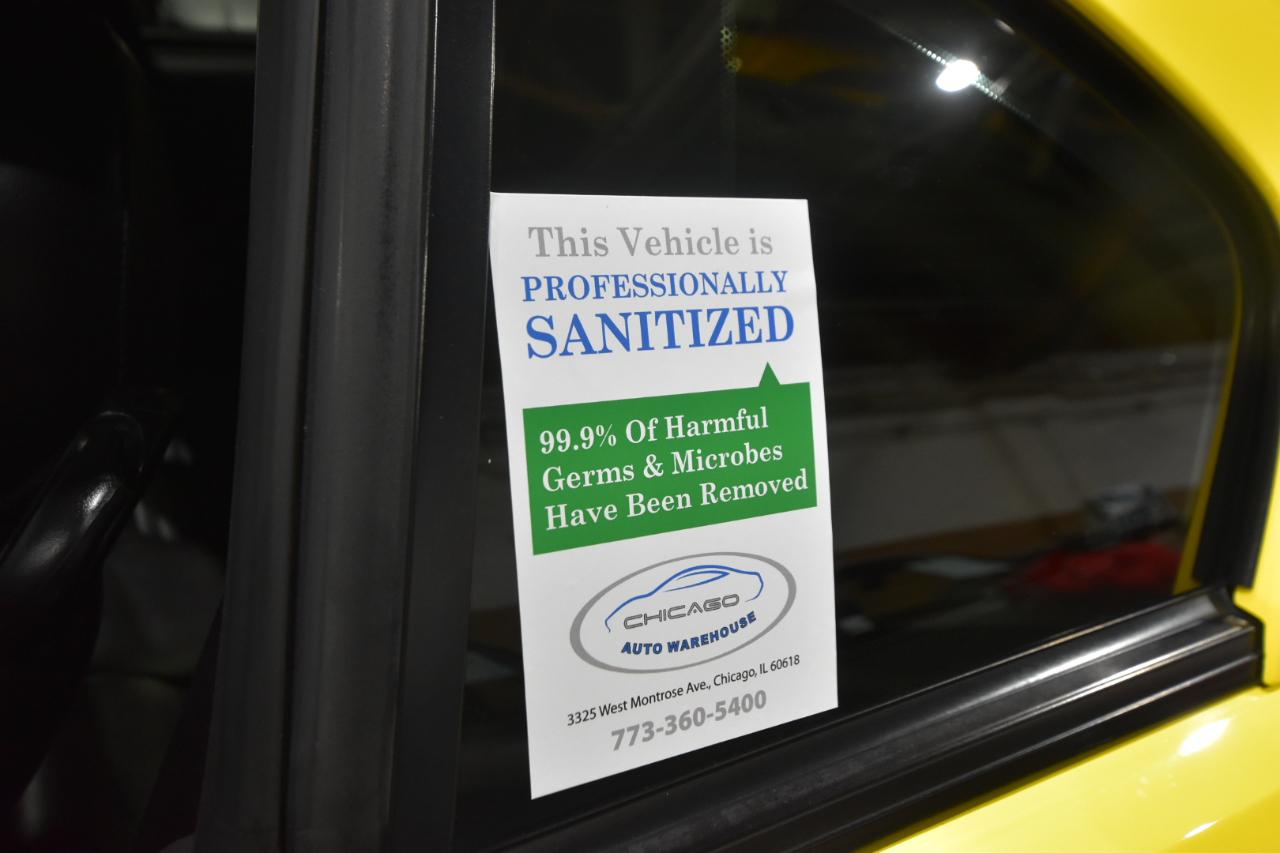 This Vehicle is
PROFESSIONALLY
SANITIZED
99.9% Of Harmful
Germs & Microbes
Have Been Removed
CHICAGO
AUTO WAREHOUSE
3325 West Montrose Ave., Chicago, IL 60618
773-360-5400